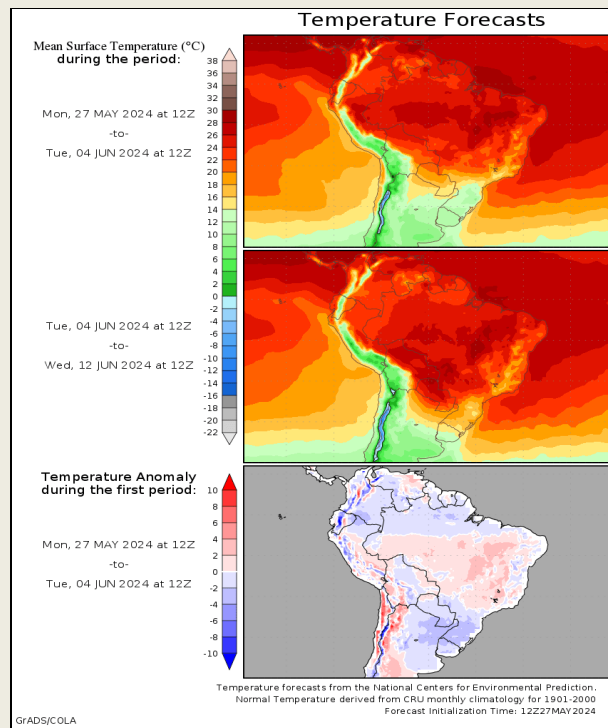 Temperature Forecasts
Mean Surface Temperature (°C)
during the period:
Mon, 27 MAY 2024 at 12Z
-to-
Tue, 04 JUN 2024 at 12Z
38
36
34
32
30
28
26
24
22
20
18
16
14
12
10
8
6
4
2
0
-2
-4
-6
-8
-10
-12
-14
-16
-18
-20
-22
Tue, 04 JUN 2024 at 12Z
-to-
Wed, 12 JUN 2024 at 12Z
Temperature Anomaly
during the first period:
Mon, 27 MAY 2024 at 12Z
-to-
Tue, 04 JUN 2024 at 12Z
10
8
6
4
2
0
-2
-4
-6
-8
-10
Temperature forecasts from the National Centers for Environmental Prediction.
Normal Temperature derived from CRU monthly climatology for 1901-2000
Forecast Initialization Time: 12Z27MAY2024
GrADS/COLA